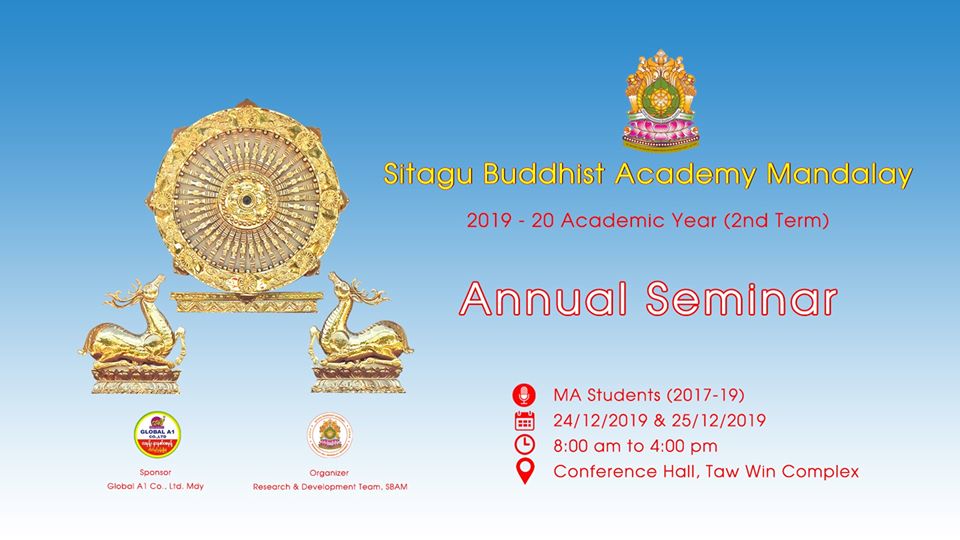 Sitagu Buddhist Academy Mandalay
2019 - 20 Academic Year (2nd Term)
Annual Seminar
MA Students (2017-19)
24/12/2019 & 25/12/2019
8:00 am to 4:00 pm
Conference Hall, Taw Win Complex
GLOBAL A1
CO.,LTD
Sponsor
Global A1 Co., Ltd. Mdy
Organizer
Research & Development Team, SBAM